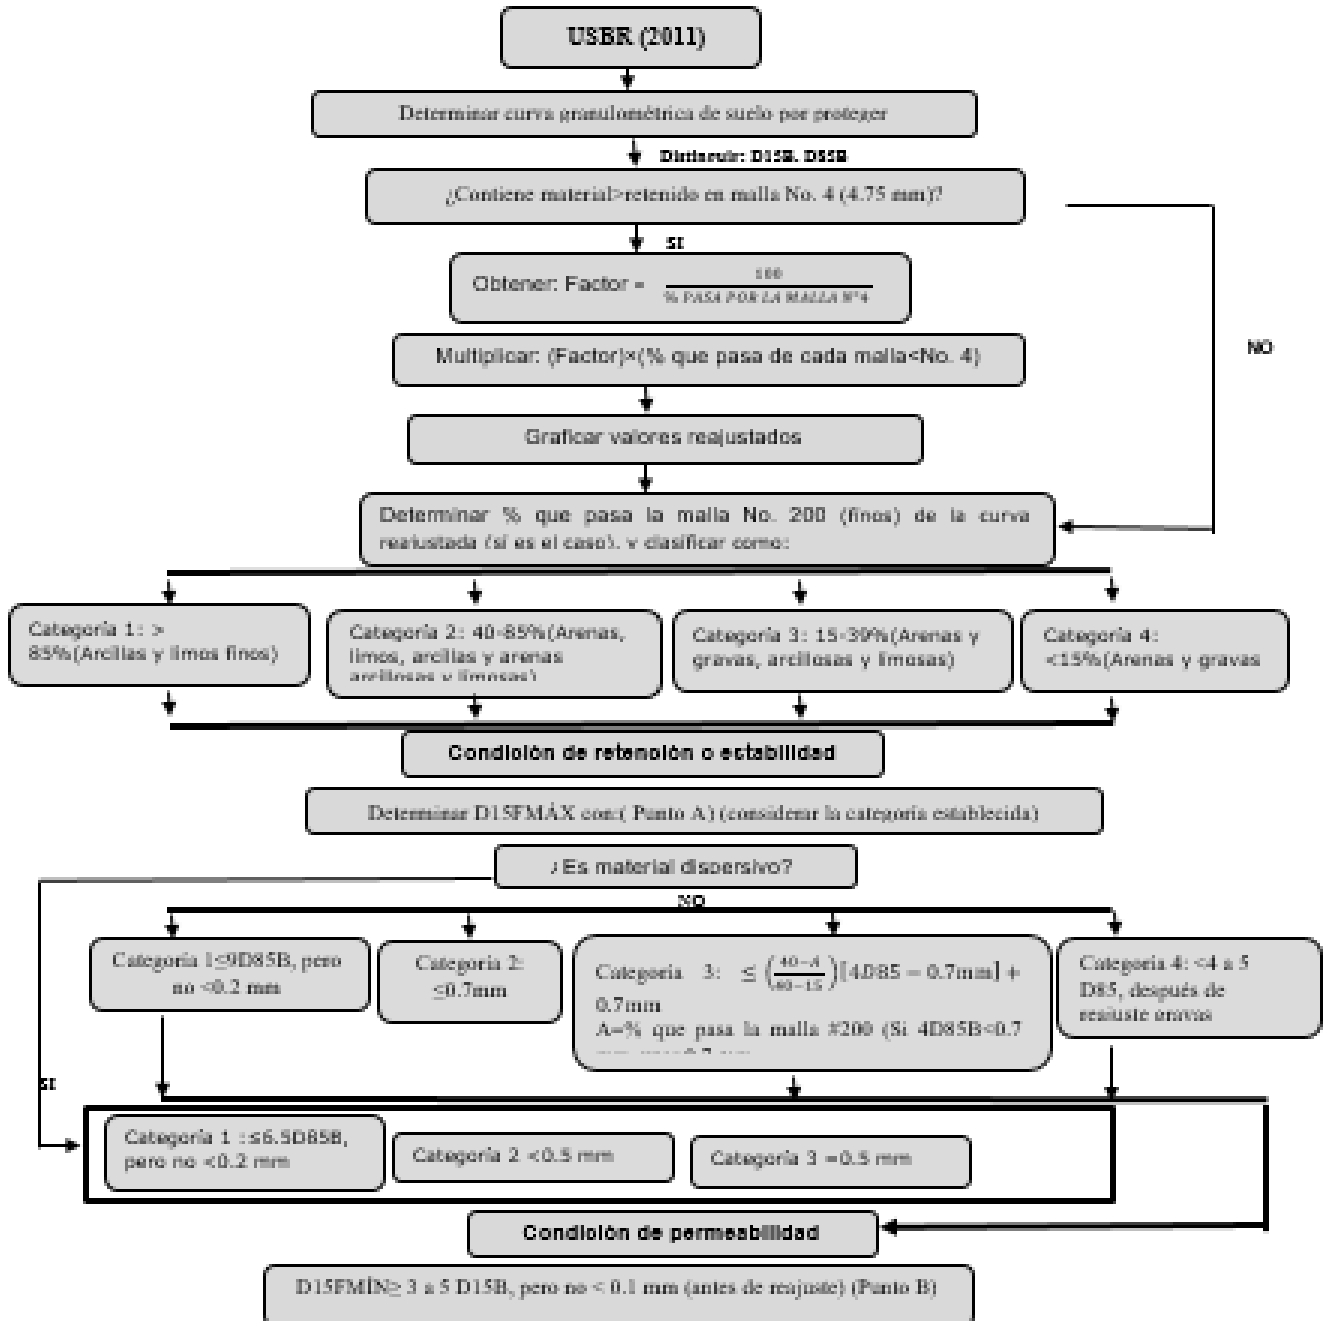 USBR (2011)
Determinar curva granulométrica de suelo por proteger
Distinguir: D15B, D85B
¿Contiene material>retenido en malla No. 4 (4.75 mm)?
SI
Obtener: Factor = 100 / % PASA POR LA MALLA N°4
Multiplicar: (Factor)×(% que pasa de cada malla<No. 4)
NO
Graficar valores reajustados
Determinar % que pasa la malla No. 200 (finos) de la curva
reajustada (sí es el caso), y clasificar como:
Categoría 1: >
85%(Arcillas y limos finos)
Categoría 2: 40-85%(Arenas,
limos, arcillas y arenas
arcillosas y limosas)
Categoría 3: 15-39%(Arenas y
gravas, arcillosas y limosas)
Categoría 4:
<15%(Arenas y gravas
Condición de retención o estabilidad
Determinar D15FMÁX con:( Punto A) (considerar la categoría establecida)
¿Es material dispersivo?
NO
Categoría 1≤9D85B, pero
no <0.2 mm
Categoría 2:
≤0.7mm
Categoría 3: ≤ (40−A / 40−15)[4D85 − 0.7mm] +
0.7mm
A=% que pasa la malla #200 (Si 4D85B<0.7
Categoría 4: <4 a 5
D85, después de
reajuste gravas
SI
Categoría 1 :≤6.5D85B,
pero no <0.2 mm
Categoría 2 <0.5 mm
Categoría 3 =0.5 mm
Condición de permeabilidad
D15FMÍN≥ 3 a 5 D15B, pero no < 0.1 mm (antes de reajuste) (Punto B)